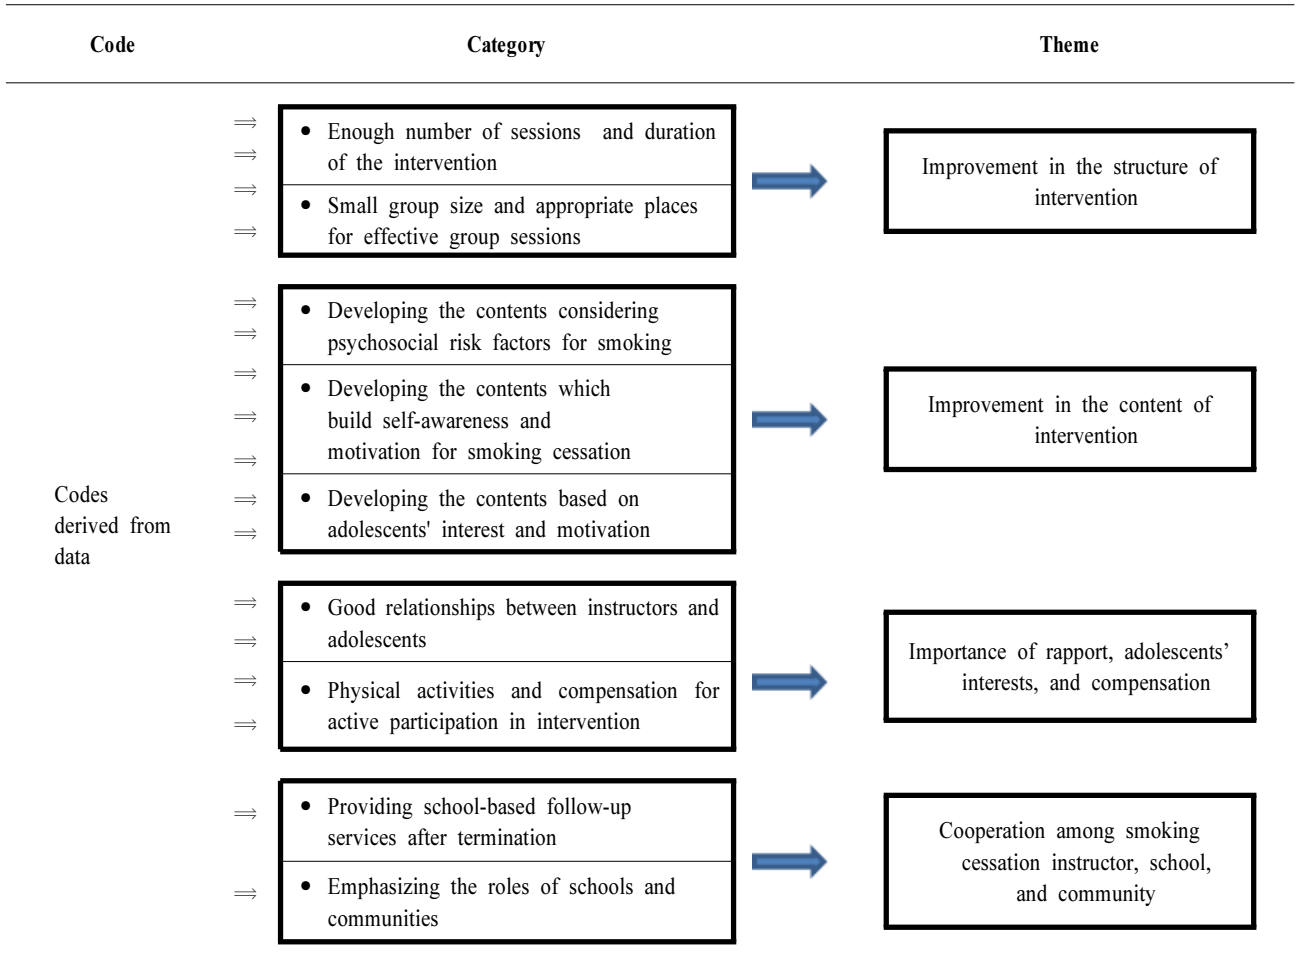 Code
Category
Theme
Codes
derived from
data
⇒
⇒
⇒
⇒
• Enough number of sessions and duration
of the intervention
• Small group size and appropriate places
for effective group sessions
Improvement in the structure of
intervention
⇒
⇒
⇒
⇒
⇒
⇒
⇒
• Developing the contents considering
psychosocial risk factors for smoking
• Developing the contents which
build self-awareness and
motivation for smoking cessation
• Developing the contents based on
adolescents' interest and motivation
Improvement in the content of
intervention
⇒
⇒
⇒
⇒
• Good relationships between instructors and
adolescents
• Physical activities and compensation for
active participation in intervention
Importance of rapport, adolescents’
interests, and compensation
⇒
⇒
• Providing school-based follow-up
services after termination
• Emphasizing the roles of schools and
communities
Cooperation among smoking
cessation instructor, school,
and community